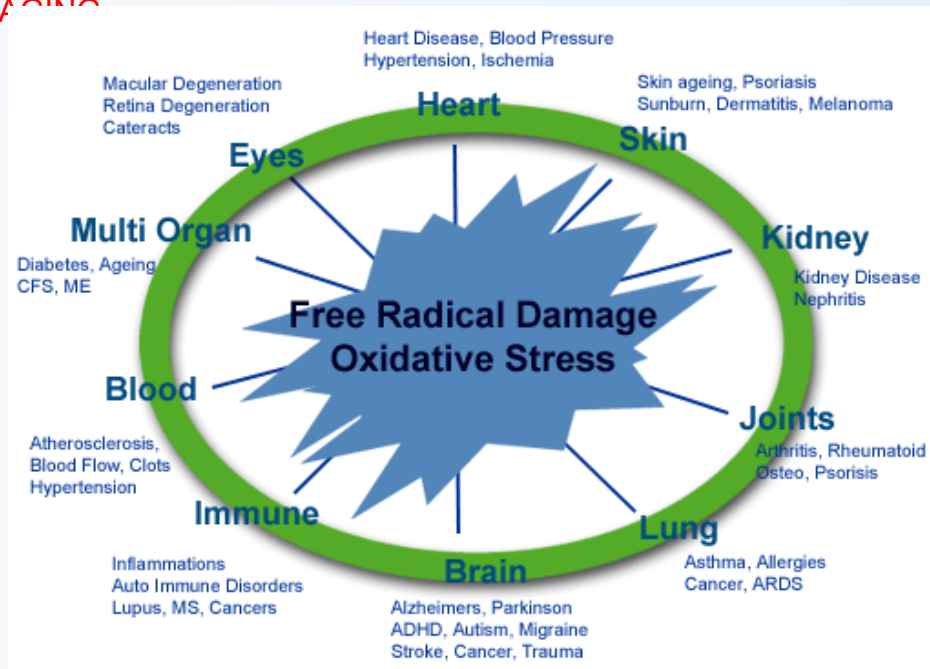 AGING
Heart Disease, Blood Pressure
Hypertension, Ischemia
Heart
Macular Degeneration
Retina Degeneration
Cateracts
Eyes
Skin ageing, Psoriasis
Sunburn, Dermatitis, Melanoma
Skin
Multi Organ
Diabetes, Ageing
CFS, ME
Kidney
Kidney Disease
Nephritis
Free Radical Damage
Oxidative Stress
Blood
Atherosclerosis,
Blood Flow, Clots
Hypertension
Joints
Arthritis, Rheumatoid
Osteo, Psorisis
Immune
Inflammations
Auto Immune Disorders
Lupus, MS, Cancers
Lung
Asthma, Allergies
Cancer, ARDS
Brain
Alzheimers, Parkinson
ADHD, Autism, Migraine
Stroke, Cancer, Trauma